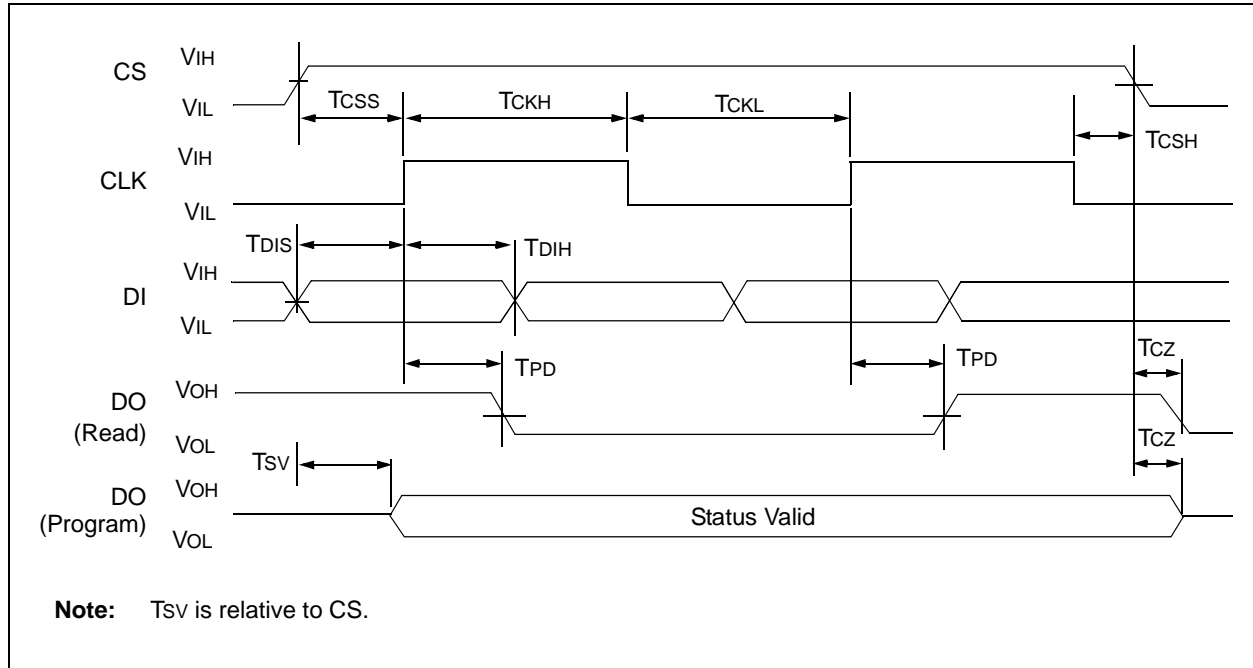 CS
VIH
VIL
TCSS
TCKH
TCKL
TCSH
CLK
VIH
VIL
TDIS
TDIH
DI
VIH
VIL
TPD
TPD
TCZ
DO
(Read)
VOH
VOL
TCZ
TSV
DO
(Program)
VOH
VOL
Status Valid
Note: TSV is relative to CS.